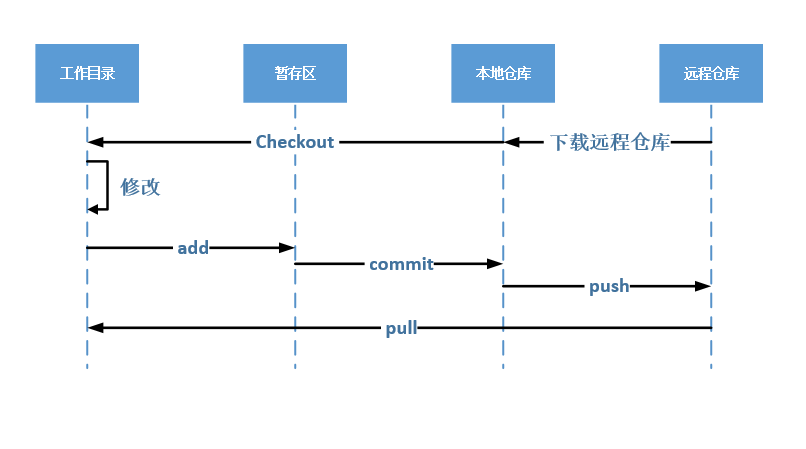 工作目录
暂存区
本地仓库
远程仓库
Checkout
下载远程仓库
修改
add
commit
push
pull